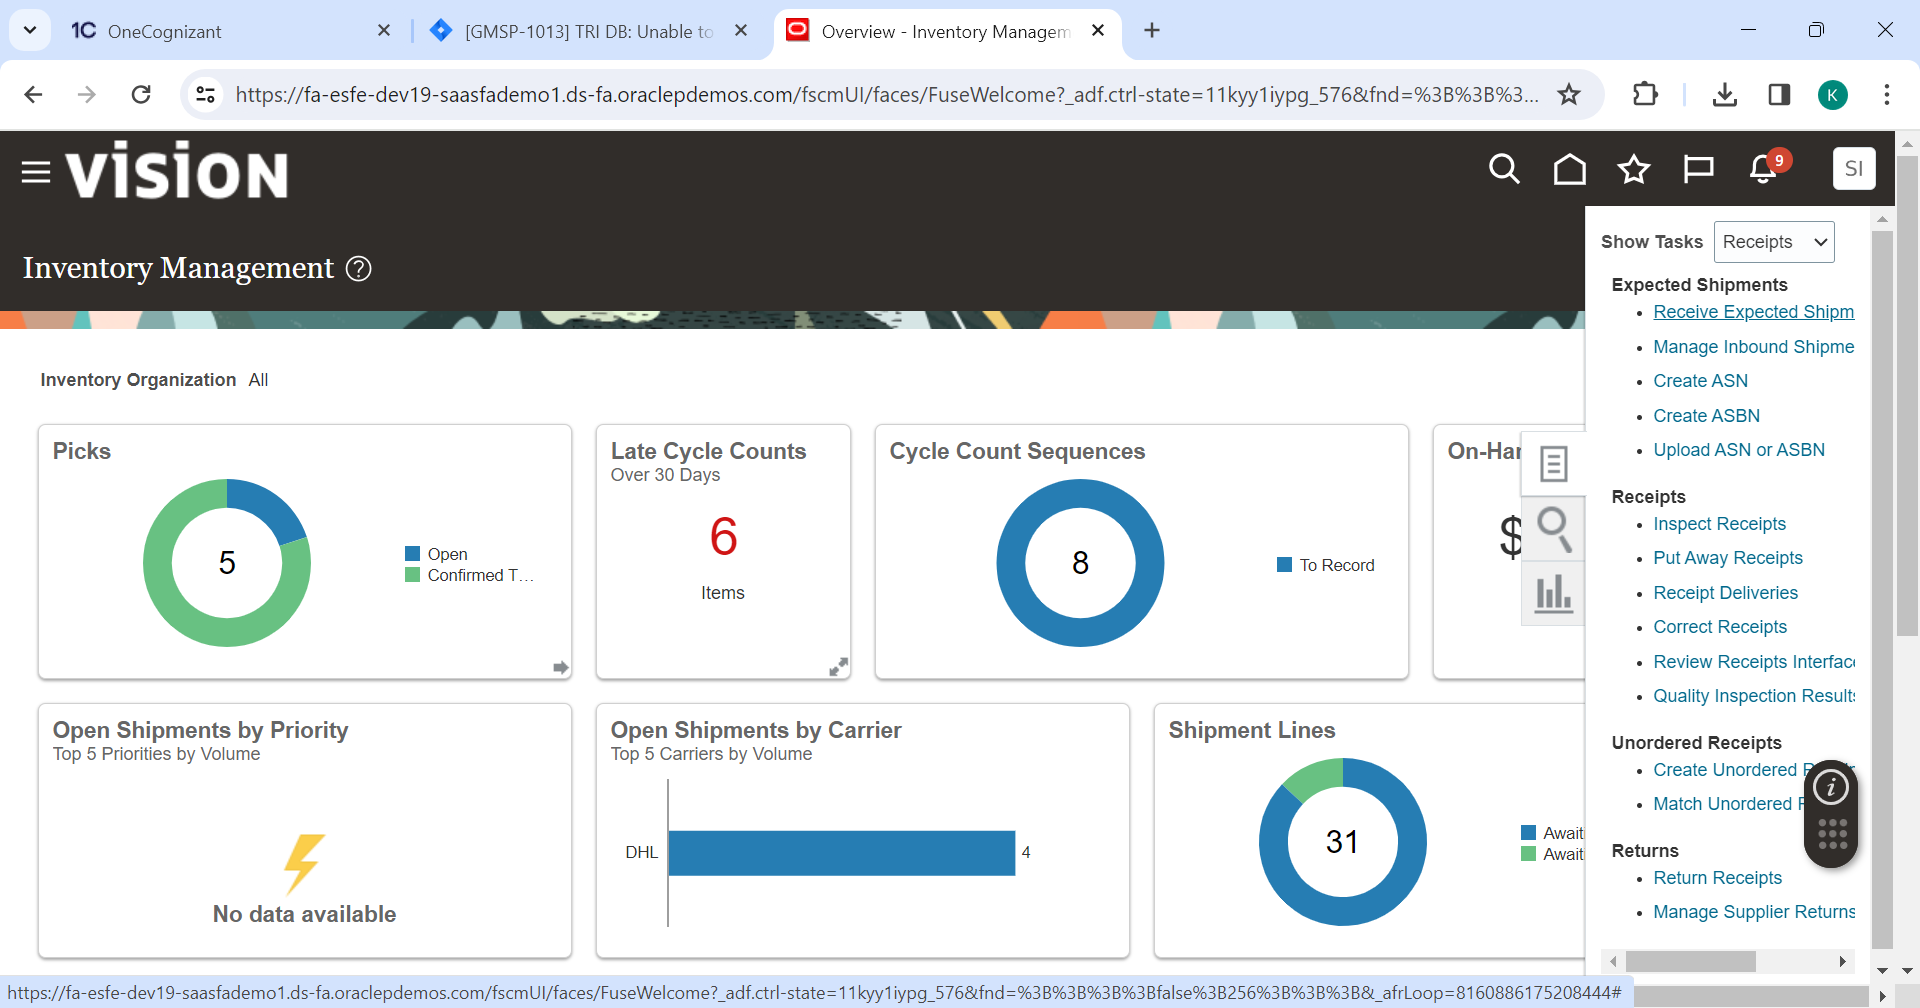 OneCognizant
[GMSP-1013] TRI DB: Unable to
Overview - Inventory Managem
https://fa-esfe-dev19-saasfademo1.ds-fa.oraclepdemos.com/fscmUI/faces/FuseWelcome?_adf.ctrl-state=11kyy1iypg_576&fnd=%3B%3B%3...
K
VISION
9
SI
Inventory Management ?
Show Tasks Receipts
Expected Shipments
Receive Expected Shipm
Manage Inbound Shipme
Create ASN
Create ASBN
Upload ASN or ASBN
Receipts
Inspect Receipts
Put Away Receipts
Receipt Deliveries
Correct Receipts
Review Receipts Interfac
Quality Inspection Results
Unordered Receipts
Create Unordered
Match Unordered
Returns
Return Receipts
Manage Supplier Returns
Inventory Organization All
Picks
5
Open
Confirmed T...
Late Cycle Counts
Over 30 Days
6
Items
Cycle Count Sequences
8
To Record
On-Har
$
Open Shipments by Priority
Top 5 Priorities by Volume
No data available
Open Shipments by Carrier
Top 5 Carriers by Volume
DHL
4
Shipment Lines
31
Await
Await
i
https://fa-esfe-dev19-saasfademo1.ds-fa.oraclepdemos.com/fscmUI/faces/FuseWelcome?_adf.ctrl-state=11kyy1iypg_576&fnd=%3B%3B%3B%3Bfalse%3B256%3B%3B%3B&_afrLoop=8160886175208444#